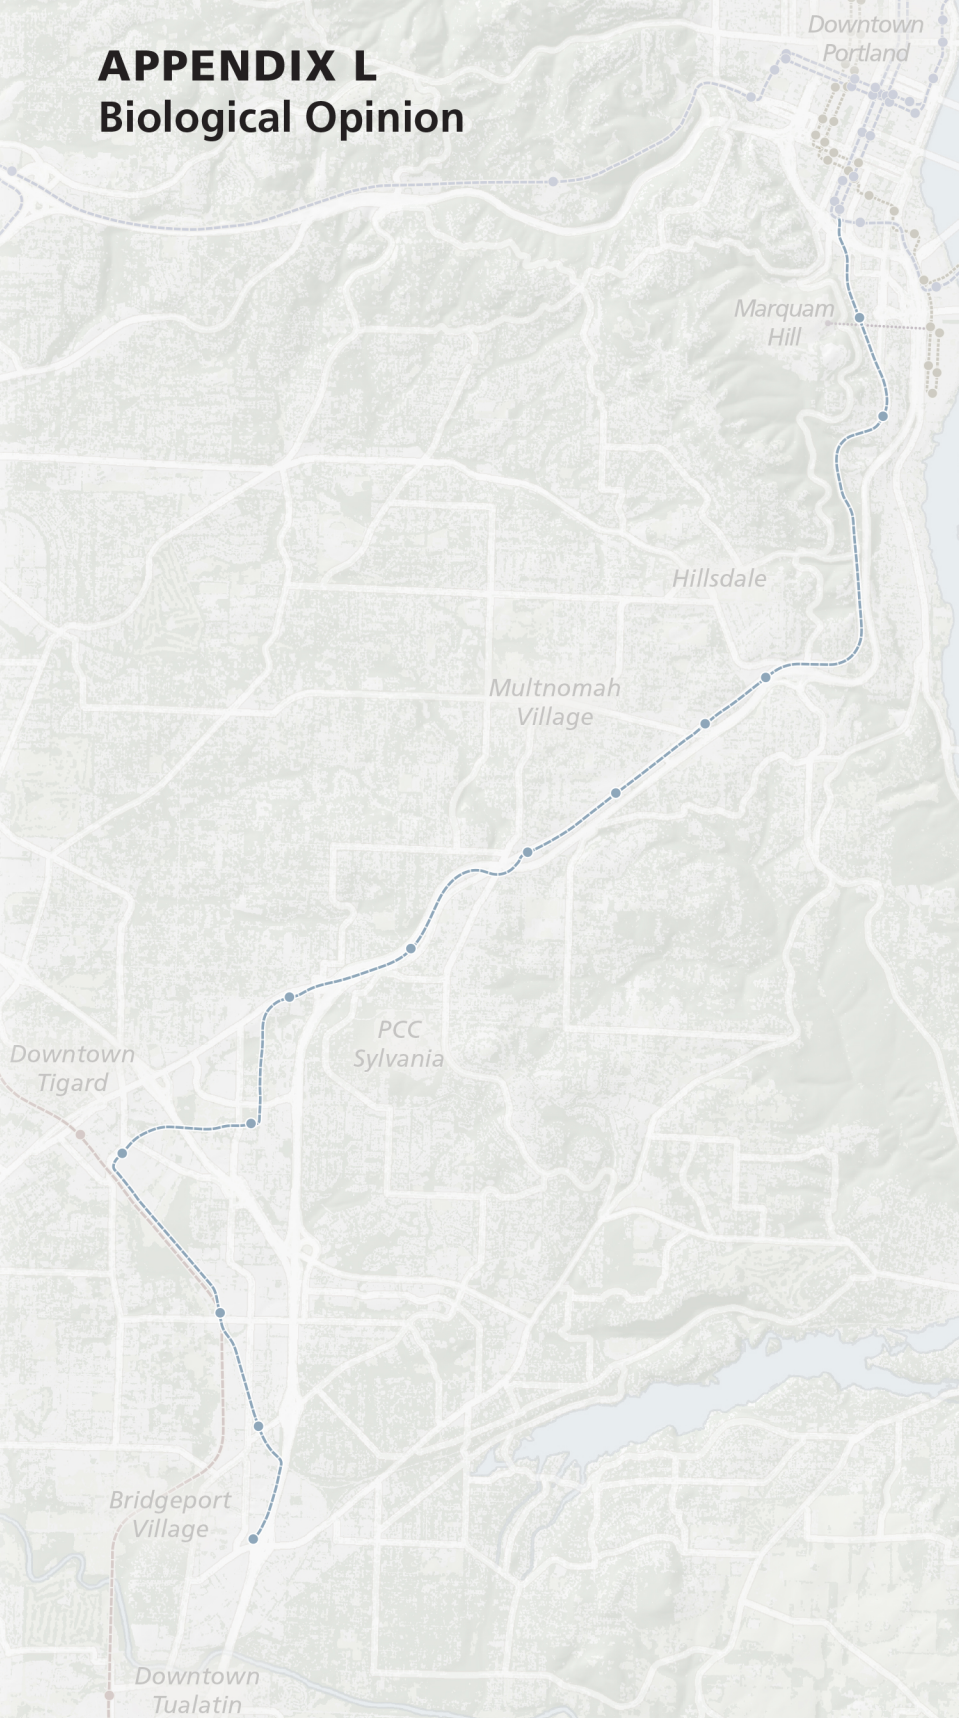 APPENDIX L
Biological Opinion
Downtown
Portland
Marquam
Hill
Hillsdale
Multnomah
Village
PCC
Sylvania
Downtown
Tigard
Bridgeport
Village
Downtown
Tualatin